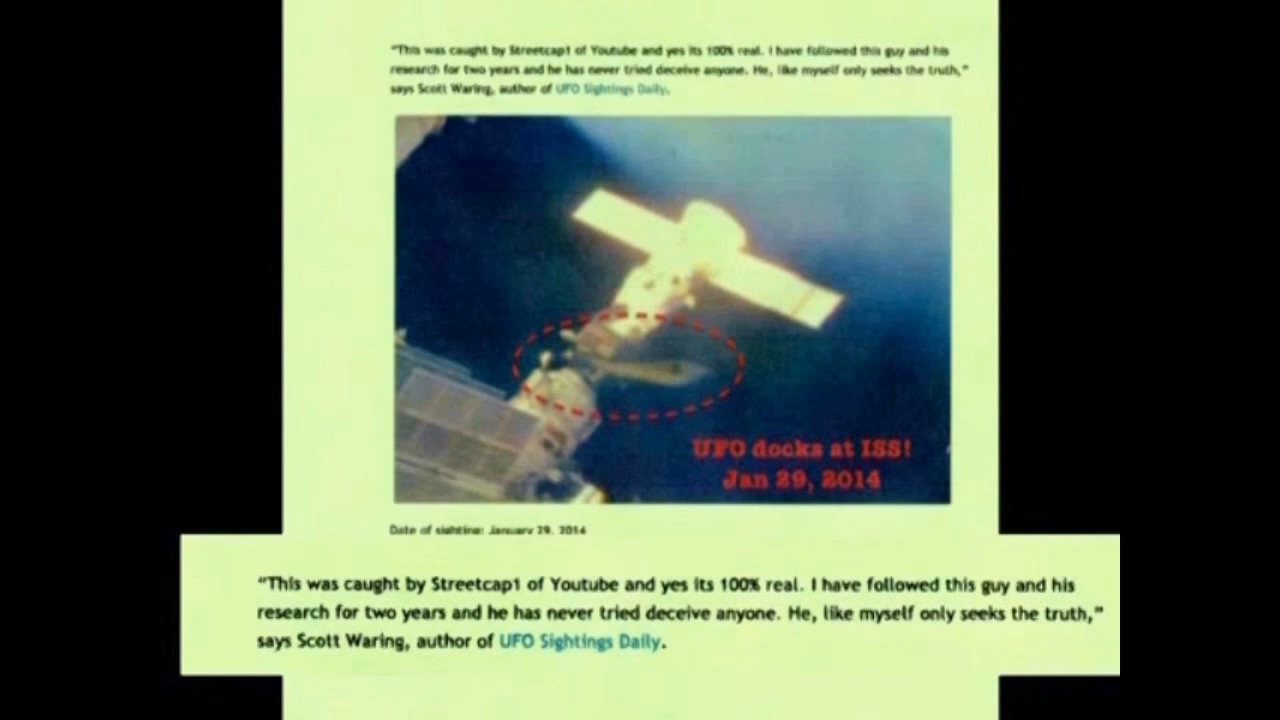 "This was caught by Streetcap1 of Youtube and yes its 100% real. I have followed this guy and his
research for two years and he has never tried deceive anyone. He, like myself only seeks the truth,"
says Scott Waring, author of UFO Sightings Daily.
UFO docks at ISS!
Jan 29, 2014
Date of sighting: January 29, 2014
"This was caught by Streetcap1 of Youtube and yes its 100% real. I have followed this guy and his
research for two years and he has never tried deceive anyone. He, like myself only seeks the truth,"
says Scott Waring, author of UFO Sightings Daily.